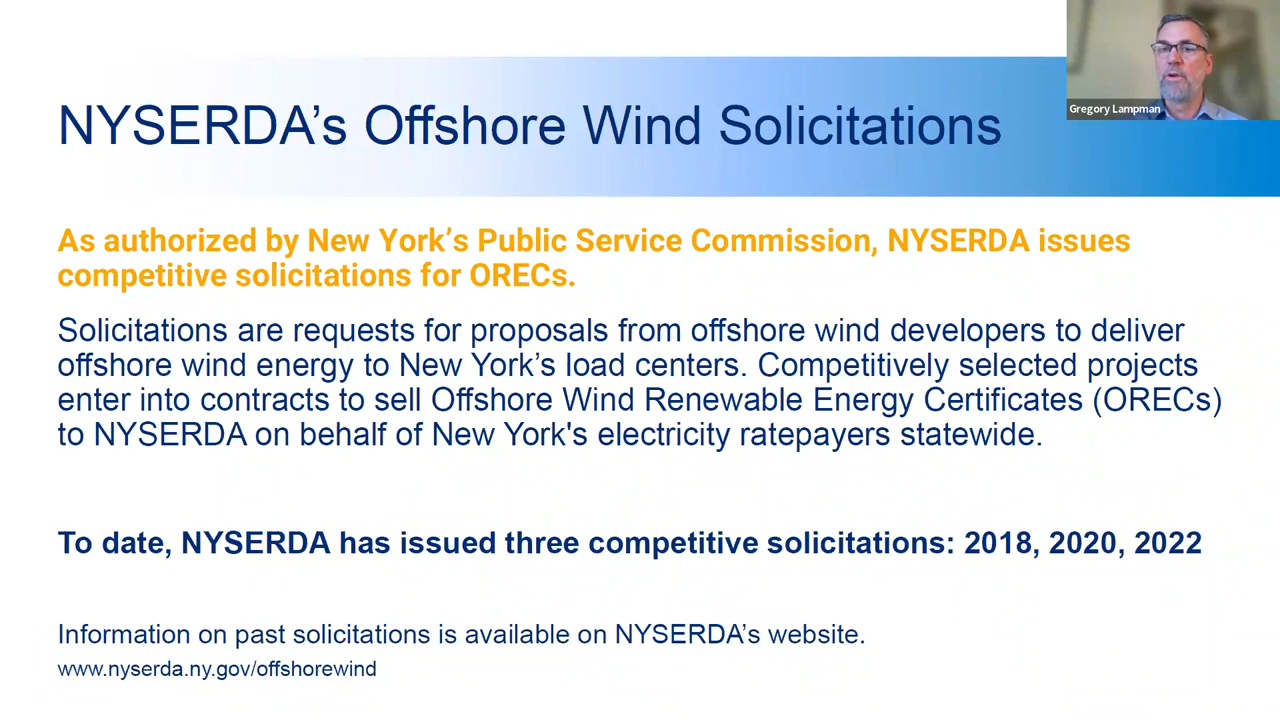 Gregory Lampman
NYSERDA’s Offshore Wind Solicitations
As authorized by New York’s Public Service Commission, NYSERDA issues
competitive solicitations for ORECs.
Solicitations are requests for proposals from offshore wind developers to deliver
offshore wind energy to New York’s load centers. Competitively selected projects
enter into contracts to sell Offshore Wind Renewable Energy Certificates (ORECs)
to NYSERDA on behalf of New York's electricity ratepayers statewide.
To date, NYSERDA has issued three competitive solicitations: 2018, 2020, 2022
Information on past solicitations is available on NYSERDA’s website.
www.nyserda.ny.gov/offshorewind